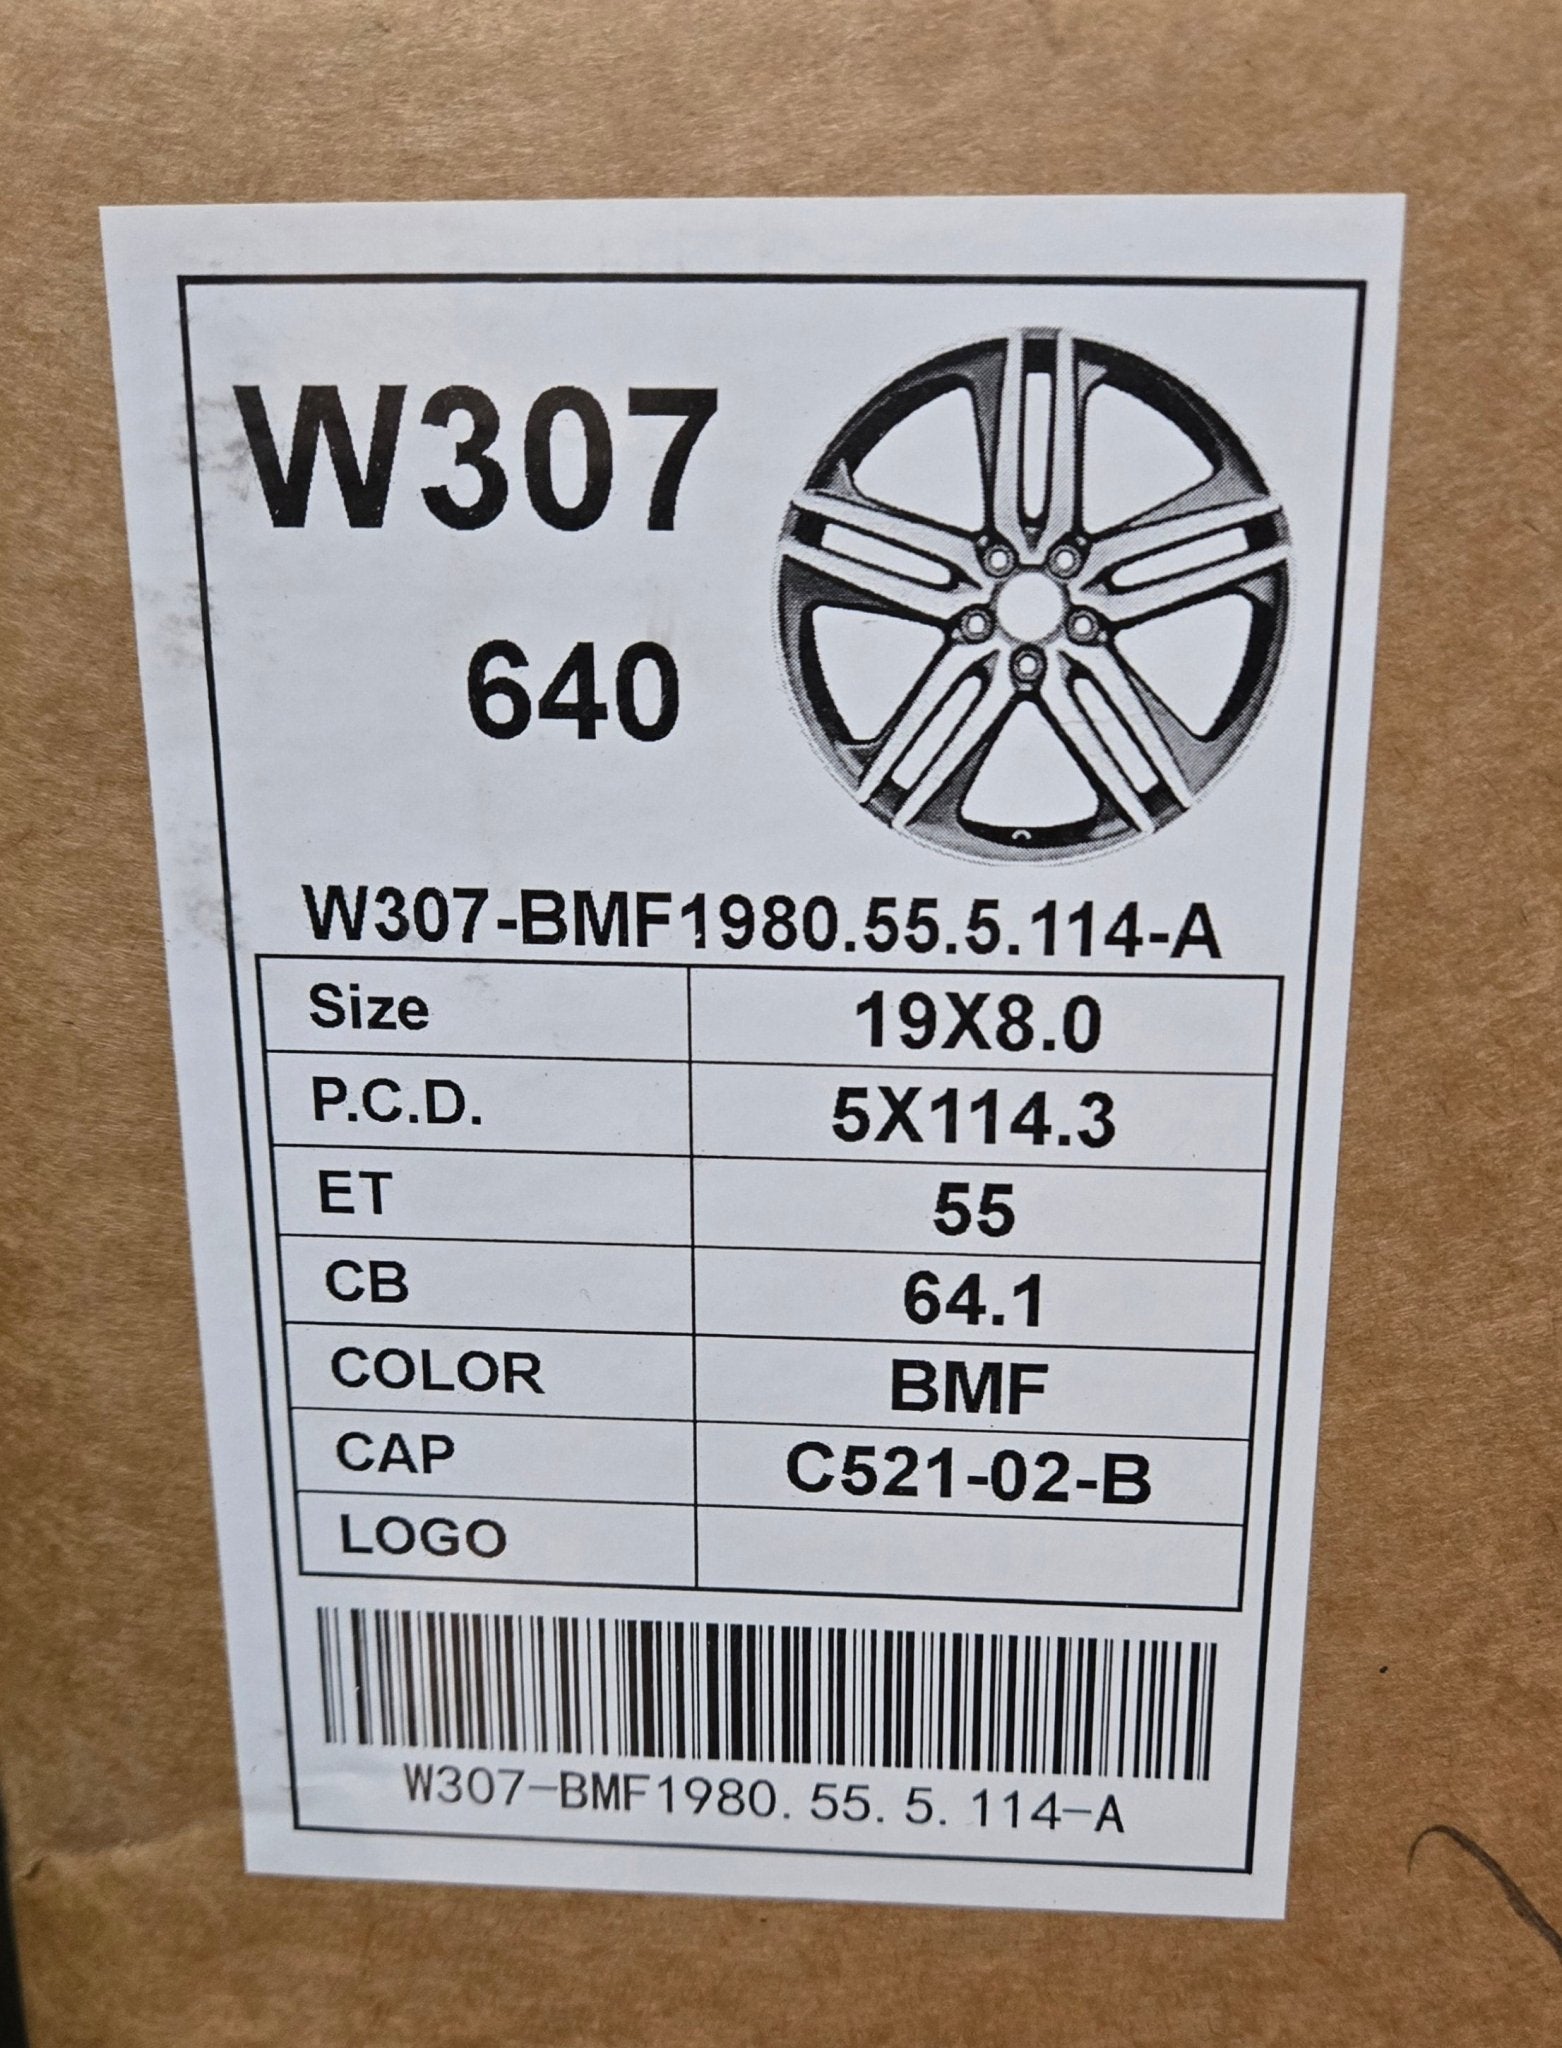 W307
640
W307-BMF1980.55.5.114-A
Size 19X8.0
P.C.D. 5X114.3
ET 55
CB 64.1
COLOR BMF
CAP C521-02-B
LOGO
W307-BMF1980.55.5.114-A